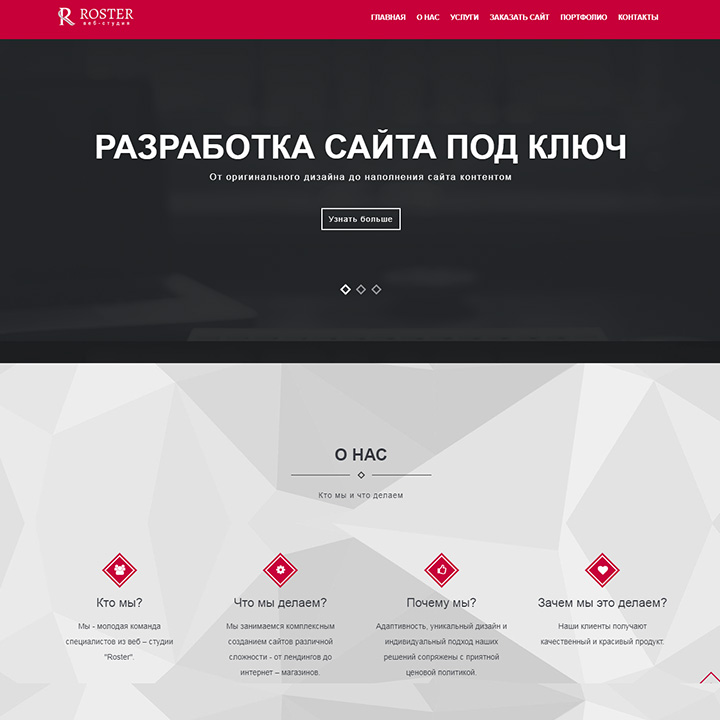 ROSTER
веб-студия
ГЛАВНАЯ О НАС УСЛУГИ ЗАКАЗАТЬ САЙТ ПОРТФОЛИО КОНТАКТЫ
РАЗРАБОТКА САЙТА ПОД КЛЮЧ
От оригинального дизайна до наполнения сайта контентом
Узнать больше
О НАС
Кто мы и что делаем
Кто мы?
Мы - молодая команда
специалистов из веб – студии
"Roster".
Что мы делаем?
Мы занимаемся комплексным
созданием сайтов различной
сложности - от лендингов до
интернет – магазинов.
Почему мы?
Адаптивность, уникальный дизайн и
индивидуальный подход наших
решений сопряжены с приятной
ценовой политикой.
Зачем мы это делаем?
Наши клиенты получают
качественный и красивый продукт.